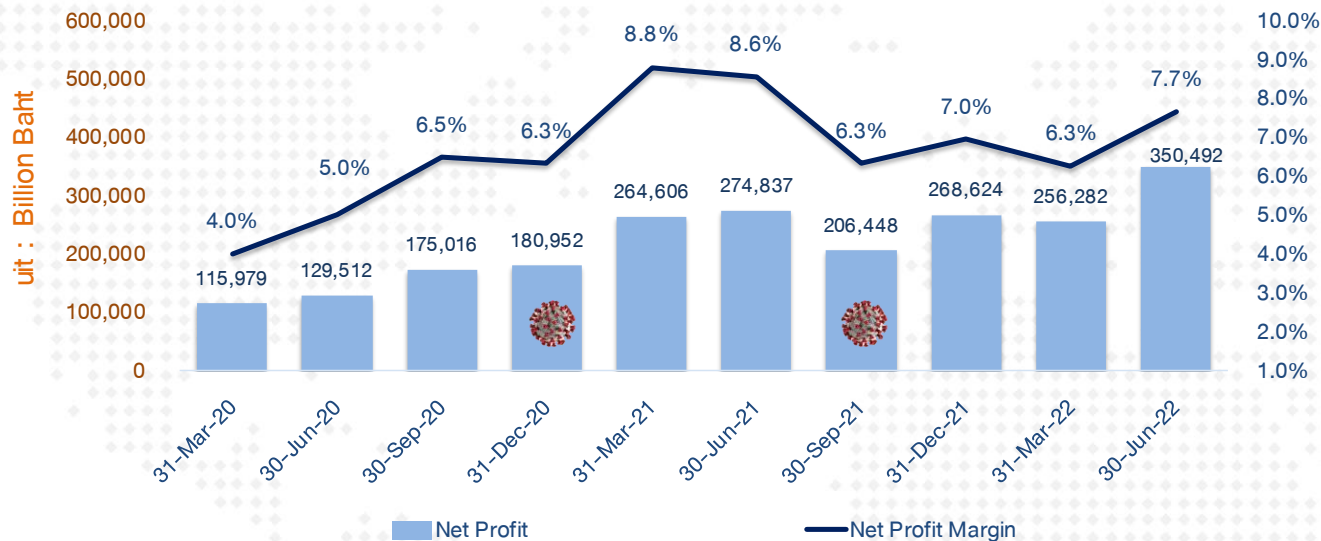 600,000
500,000
400,000
300,000
200,000
100,000
0
uit : Billion Baht
10.0%
9.0%
8.0%
7.0%
6.0%
5.0%
4.0%
3.0%
2.0%
1.0%
4.0%
5.0%
6.5%
6.3%
8.8%
8.6%
6.3%
7.0%
6.3%
7.7%
115,979
129,512
175,016
180,952
264,606
274,837
206,448
268,624
256,282
350,492
31-Mar-20
30-Jun-20
30-Sep-20
31-Dec-20
31-Mar-21
30-Jun-21
30-Sep-21
31-Dec-21
31-Mar-22
30-Jun-22
Net Profit
Net Profit Margin